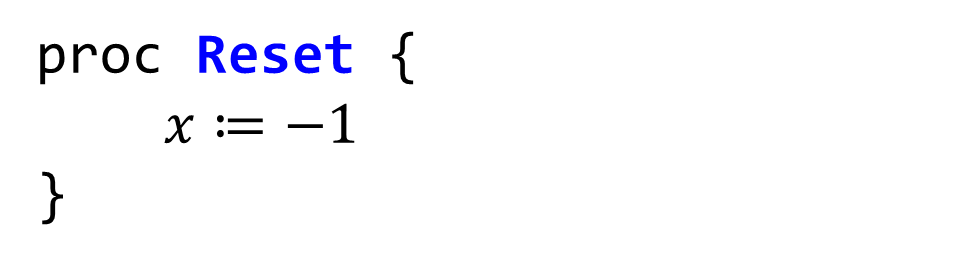 proc Reset {
x := −1
}